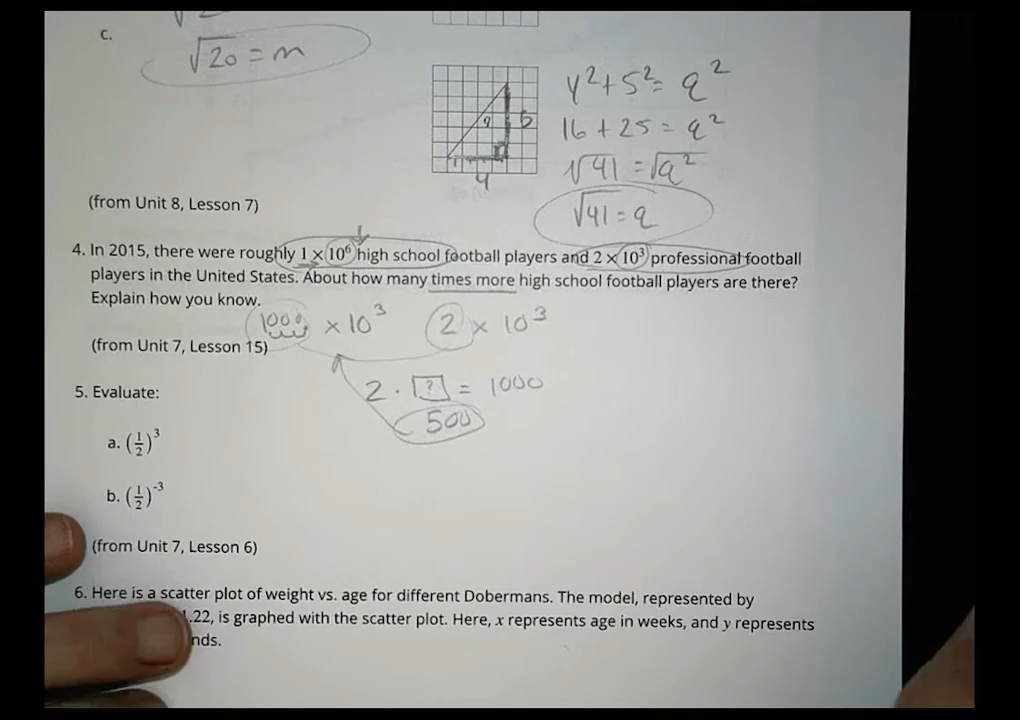 c.
√20 = m
4² + 5² = q²
16 + 25 = q²
√41 = √q²
√41 = q
q
5
4
(from Unit 8, Lesson 7)
4. In 2015, there were roughly 1 × 10⁶ high school football players and 2 × 10³ professional football
players in the United States. About how many times more high school football players are there?
Explain how you know.
1000 × 10³ 2 × 10³
(from Unit 7, Lesson 15)
2 · ? = 1000
500
5. Evaluate:
a. (1/2)³
b. (1/2)⁻³
(from Unit 7, Lesson 6)
6. Here is a scatter plot of weight vs. age for different Dobermans. The model, represented by
.22, is graphed with the scatter plot. Here, x represents age in weeks, and y represents
nds.